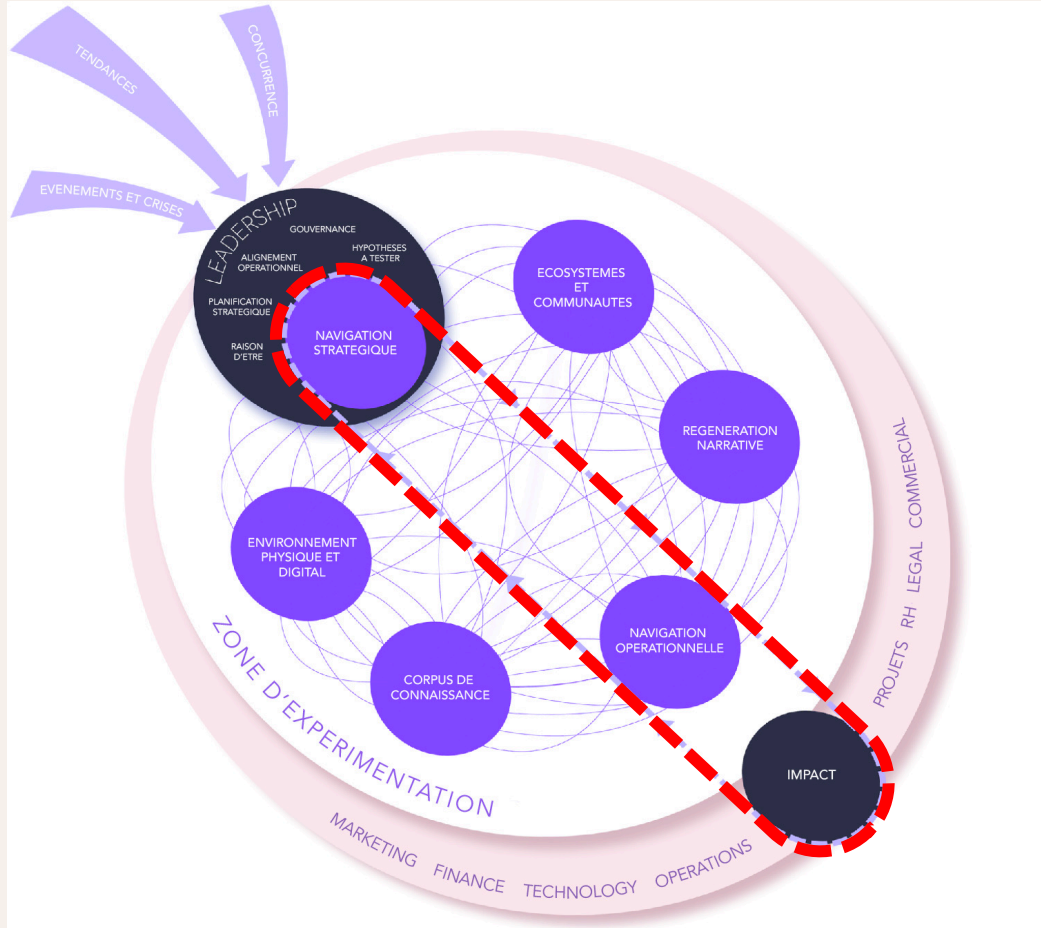 TENDANCES
CONCURRENCE
EVENEMENTS ET CRISES
LEADERSHIP
GOUVERNANCE
HYPOTHESES
A TESTER
ALIGNEMENT
OPERATIONNEL
PLANIFICATION
STRATEGIQUE
RAISON
D'ETRE
NAVIGATION
STRATEGIQUE
ECOSYSTEMES
ET
COMMUNAUTES
REGENERATION
NARRATIVE
ENVIRONNEMENT
PHYSIQUE ET
DIGITAL
NAVIGATION
OPERATIONNELLE
CORPUS DE
CONNAISSANCE
IMPACT
ZONE D'EXPERIMENTATION
MARKETING FINANCE TECHNOLOGY OPERATIONS
PROJETS RH LEGAL COMMERCIAL